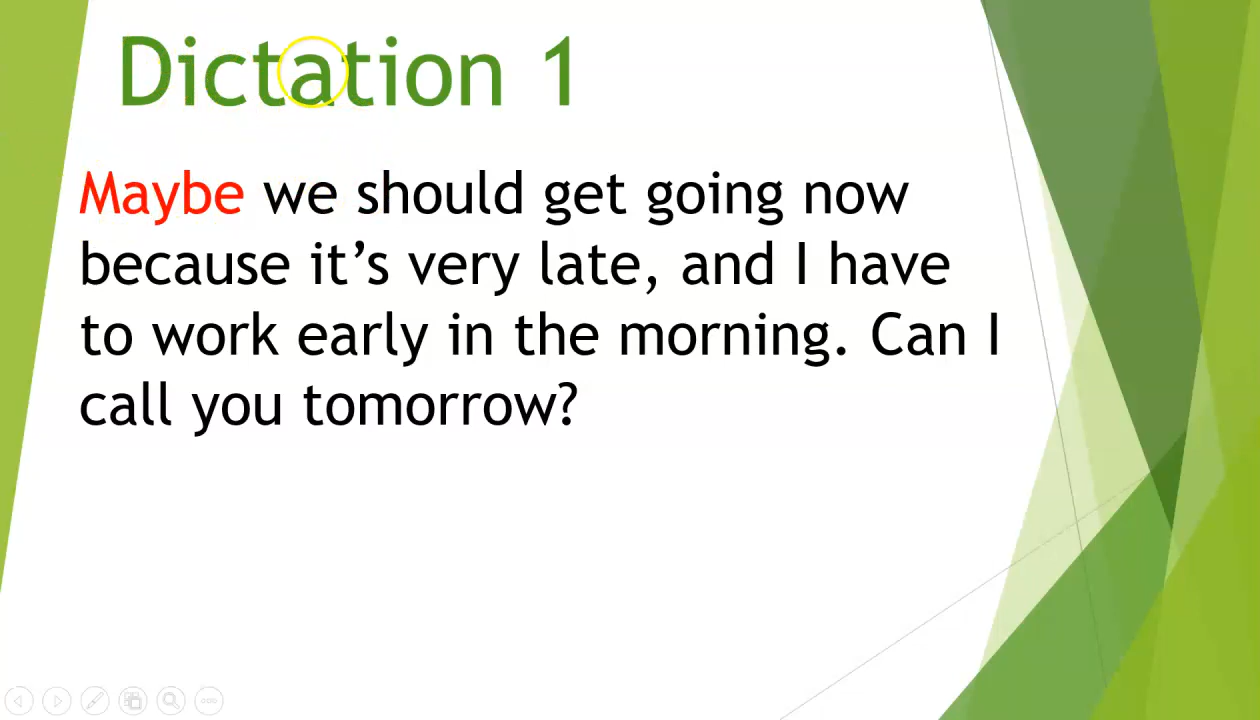 Dictation 1
Maybe we should get going now
because it’s very late, and I have
to work early in the morning. Can I
call you tomorrow?